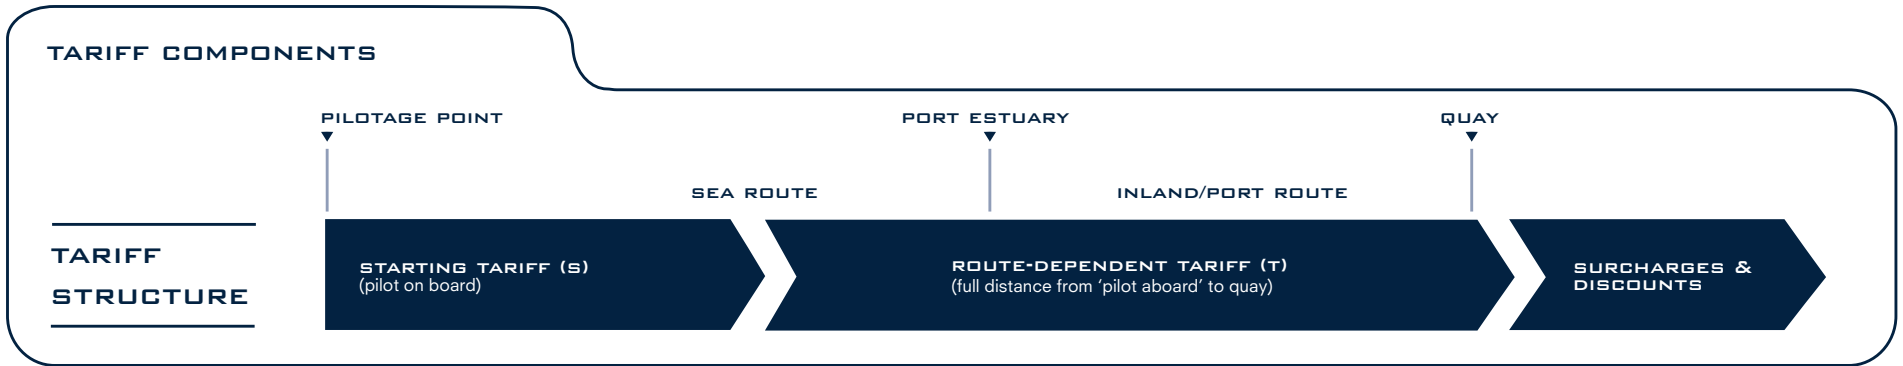 TARIFF COMPONENTS
PILOTAGE POINT
PORT ESTUARY
QUAY
SEA ROUTE
INLAND/PORT ROUTE
TARIFF
STRUCTURE
STARTING TARIFF (S)
(pilot on board)
ROUTE-DEPENDENT TARIFF (T)
(full distance from ‘pilot aboard’ to quay)
SURCHARGES &
DISCOUNTS